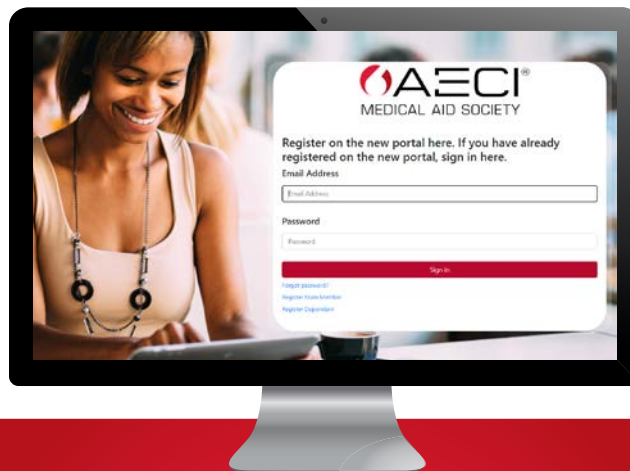 AECI®
MEDICAL AID SOCIETY
Register on the new portal here. If you have already
registered on the new portal, sign in here.
Email Address
Email Address
Password
Password
Sign in
Forgot password?
Register Main Member
Register Dependant